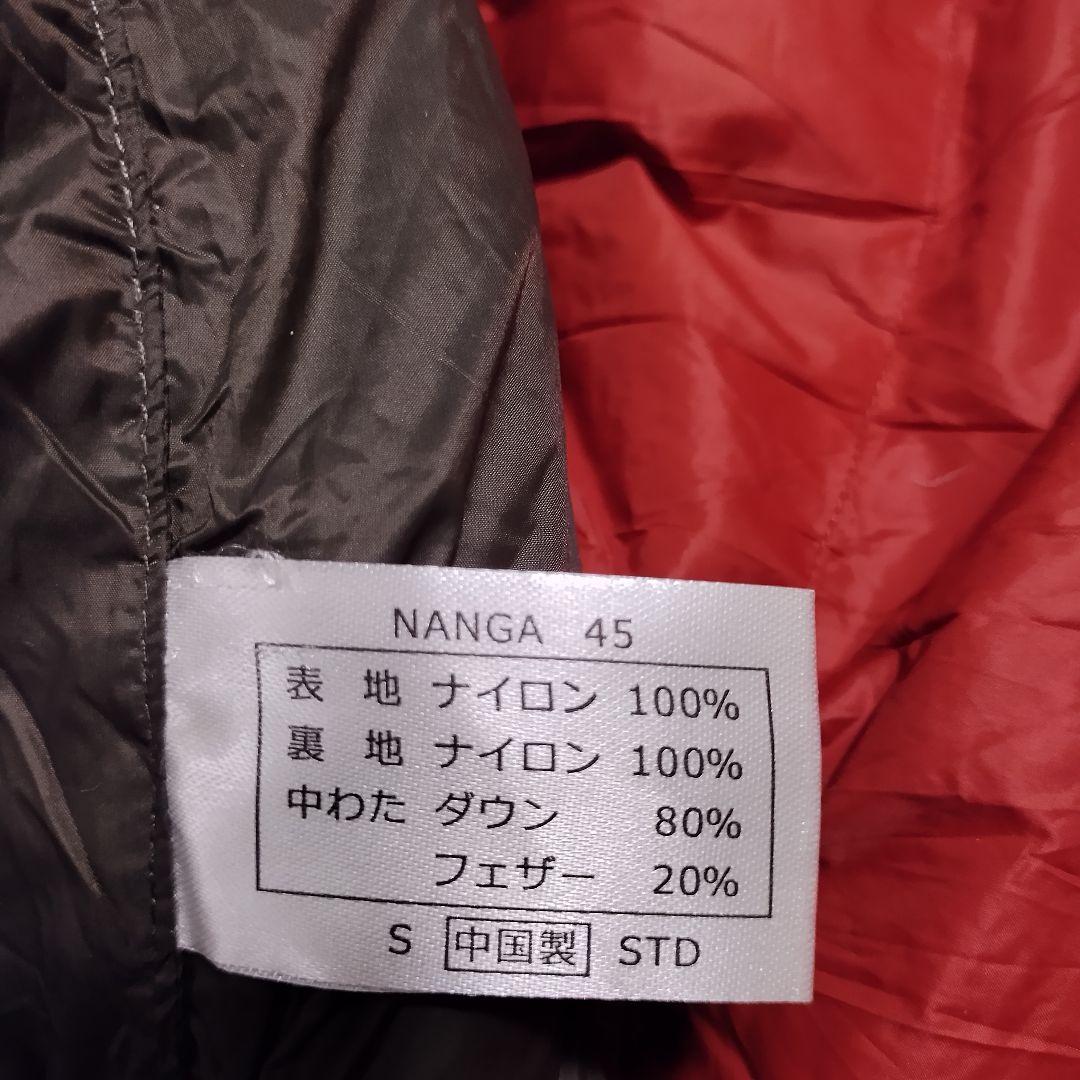 NANGA 45
表 地 ナイロン 100%
裏 地 ナイロン 100%
中わた ダウン 80%
フェザー 20%
S 中国製 STD